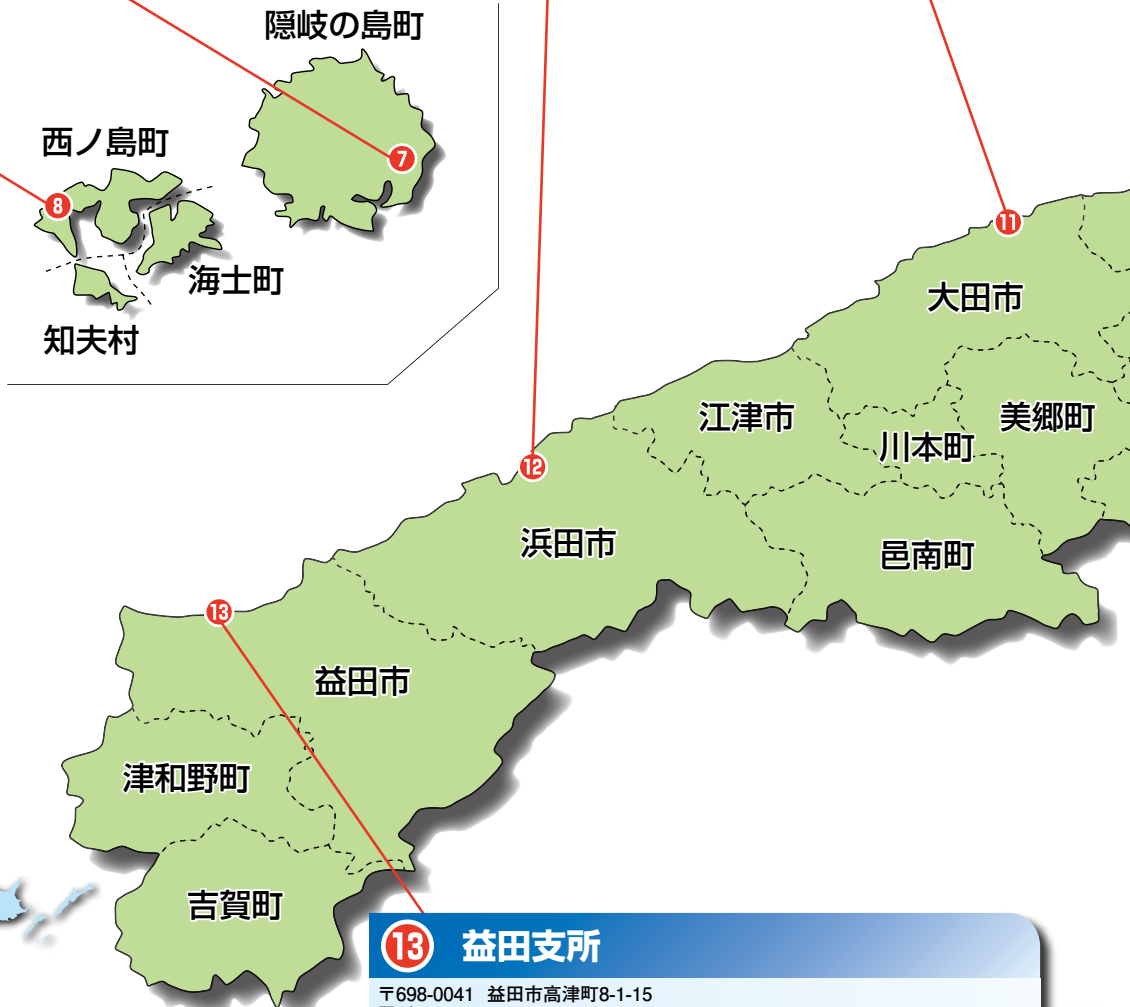 隠岐の島町
7
西ノ島町
8
海士町
知夫村
11
大田市
江津市
美郷町
川本町
12
浜田市
邑南町
13
益田市
津和野町
吉賀町
13 益田支所
〒698-0041 益田市高津町8-1-15